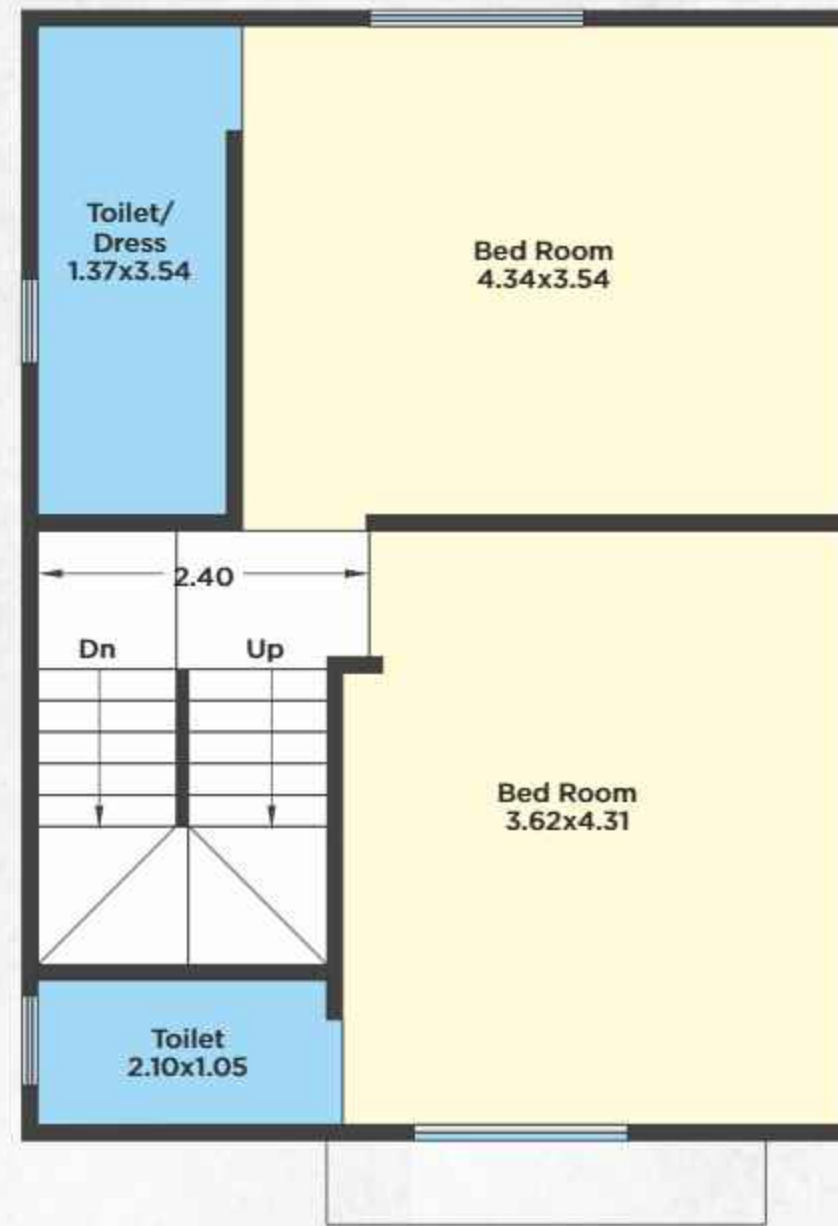 Toilet/
Dress
1.37x3.54
Bed Room
4.34x3.54
2.40
Dn
Up
Bed Room
3.62x4.31
Toilet
2.10x1.05